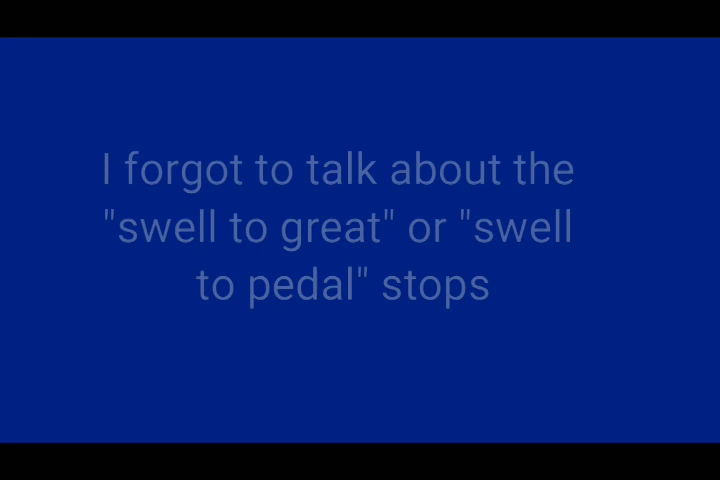 I forgot to talk about the
"swell to great" or "swell
to pedal" stops